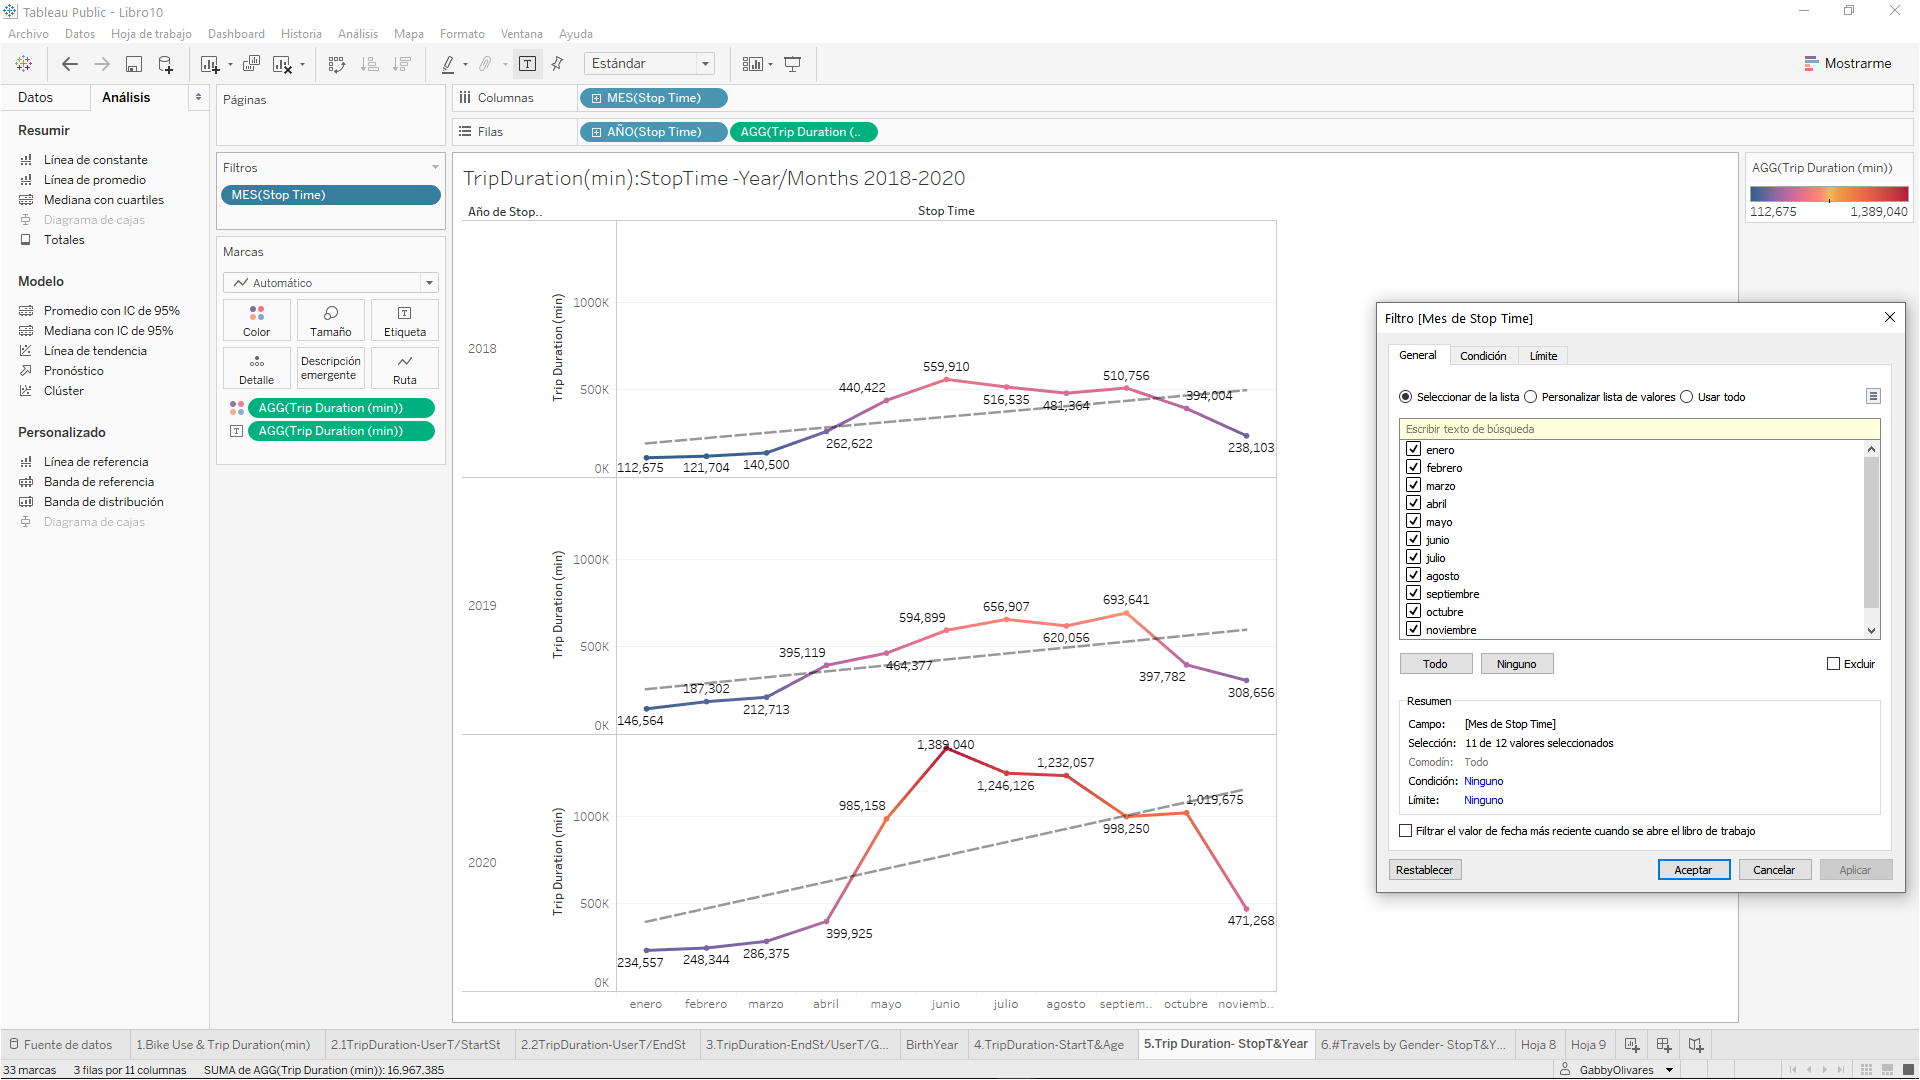 Tableau Public - Libro10
Archivo Datos Hoja de trabajo Dashboard Historia Análisis Mapa Formato Ventana Ayuda
Estándar
Mostrarme
Datos Análisis
Resumir
Línea de constante
Línea de promedio
Mediana con cuartiles
Diagrama de cajas
Totales
Modelo
Promedio con IC de 95%
Mediana con IC de 95%
Línea de tendencia
Pronóstico
Clúster
Personalizado
Línea de referencia
Banda de referencia
Banda de distribución
Diagrama de cajas
Páginas
Filtros
MES(Stop Time)
Marcas
Automático
Color Tamaño Etiqueta
Detalle Descripción emergente Ruta
AGG(Trip Duration (min))
AGG(Trip Duration (min))
Columnas MES(Stop Time)
Filas AÑO(Stop Time) AGG(Trip Duration (..
TripDuration(min):StopTime -Year/Months 2018-2020
Año de Stop.. Stop Time
2018
Trip Duration (min)
1000K
500K
0K
112,675 121,704 140,500 262,622 440,422 559,910 516,535 481,364 510,756 394,004 238,103
2019
Trip Duration (min)
1000K
500K
0K
146,564 187,302 212,713 395,119 464,377 594,899 656,907 620,056 693,641 397,782 308,656
2020
Trip Duration (min)
1000K
500K
0K
234,557 248,344 286,375 399,925 985,158 1,389,040 1,246,126 1,232,057 998,250 1,019,675 471,268
enero febrero marzo abril mayo junio julio agosto septiem.. octubre noviemb..
AGG(Trip Duration (min))
112,675 1,389,040
Filtro [Mes de Stop Time]
General Condición Límite
Seleccionar de la lista Personalizar lista de valores Usar todo
Escribir texto de búsqueda
enero
febrero
marzo
abril
mayo
junio
julio
agosto
septiembre
octubre
noviembre
Todo Ninguno Excluir
Resumen
Campo: [Mes de Stop Time]
Selección: 11 de 12 valores seleccionados
Comodín: Todo
Condición: Ninguno
Límite: Ninguno
Filtrar el valor de fecha más reciente cuando se abre el libro de trabajo
Restablecer Aceptar Cancelar Aplicar
Fuente de datos 1.Bike Use & Trip Duration(min) 2.1TripDuration-UserT/StartSt 2.2TripDuration-UserT/EndSt 3.TripDuration-EndSt/UserT/G... BirthYear 4.TripDuration-StartT&Age 5.Trip Duration- StopT&Year 6.#Travels by Gender- StopT&Y... Hoja 8 Hoja 9
33 marcas 3 filas por 11 columnas SUMA de AGG(Trip Duration (min)): 16,967,385 GabbyOlivares